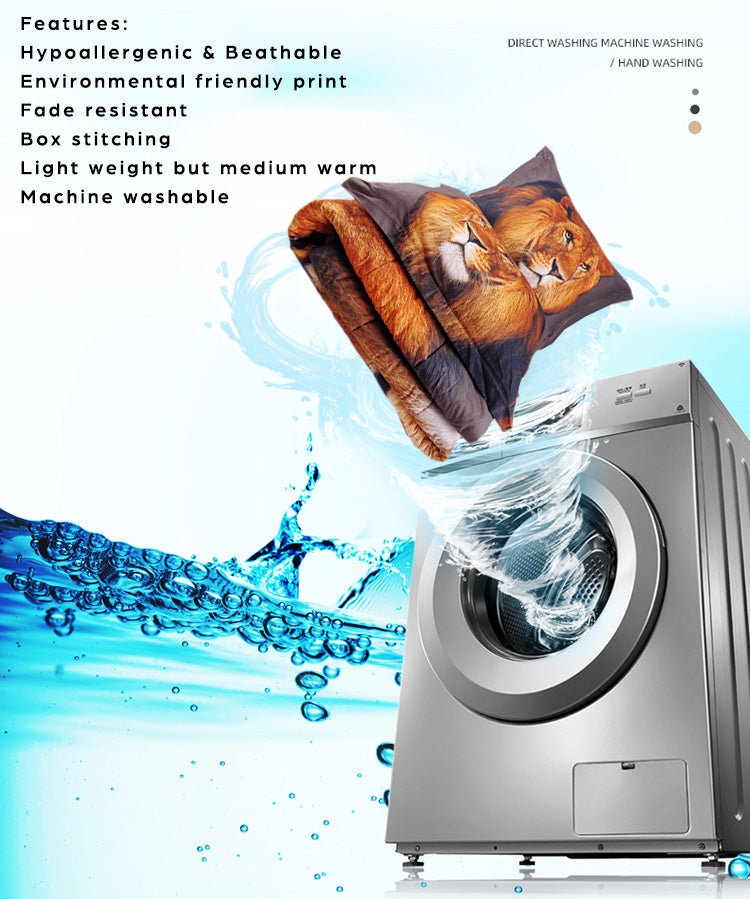 Features:
Hypoallergenic & Beathable
Environmental friendly print
Fade resistant
Box stitching
Light weight but medium warm
Machine washable
DIRECT WASHING MACHINE WASHING
/ HAND WASHING